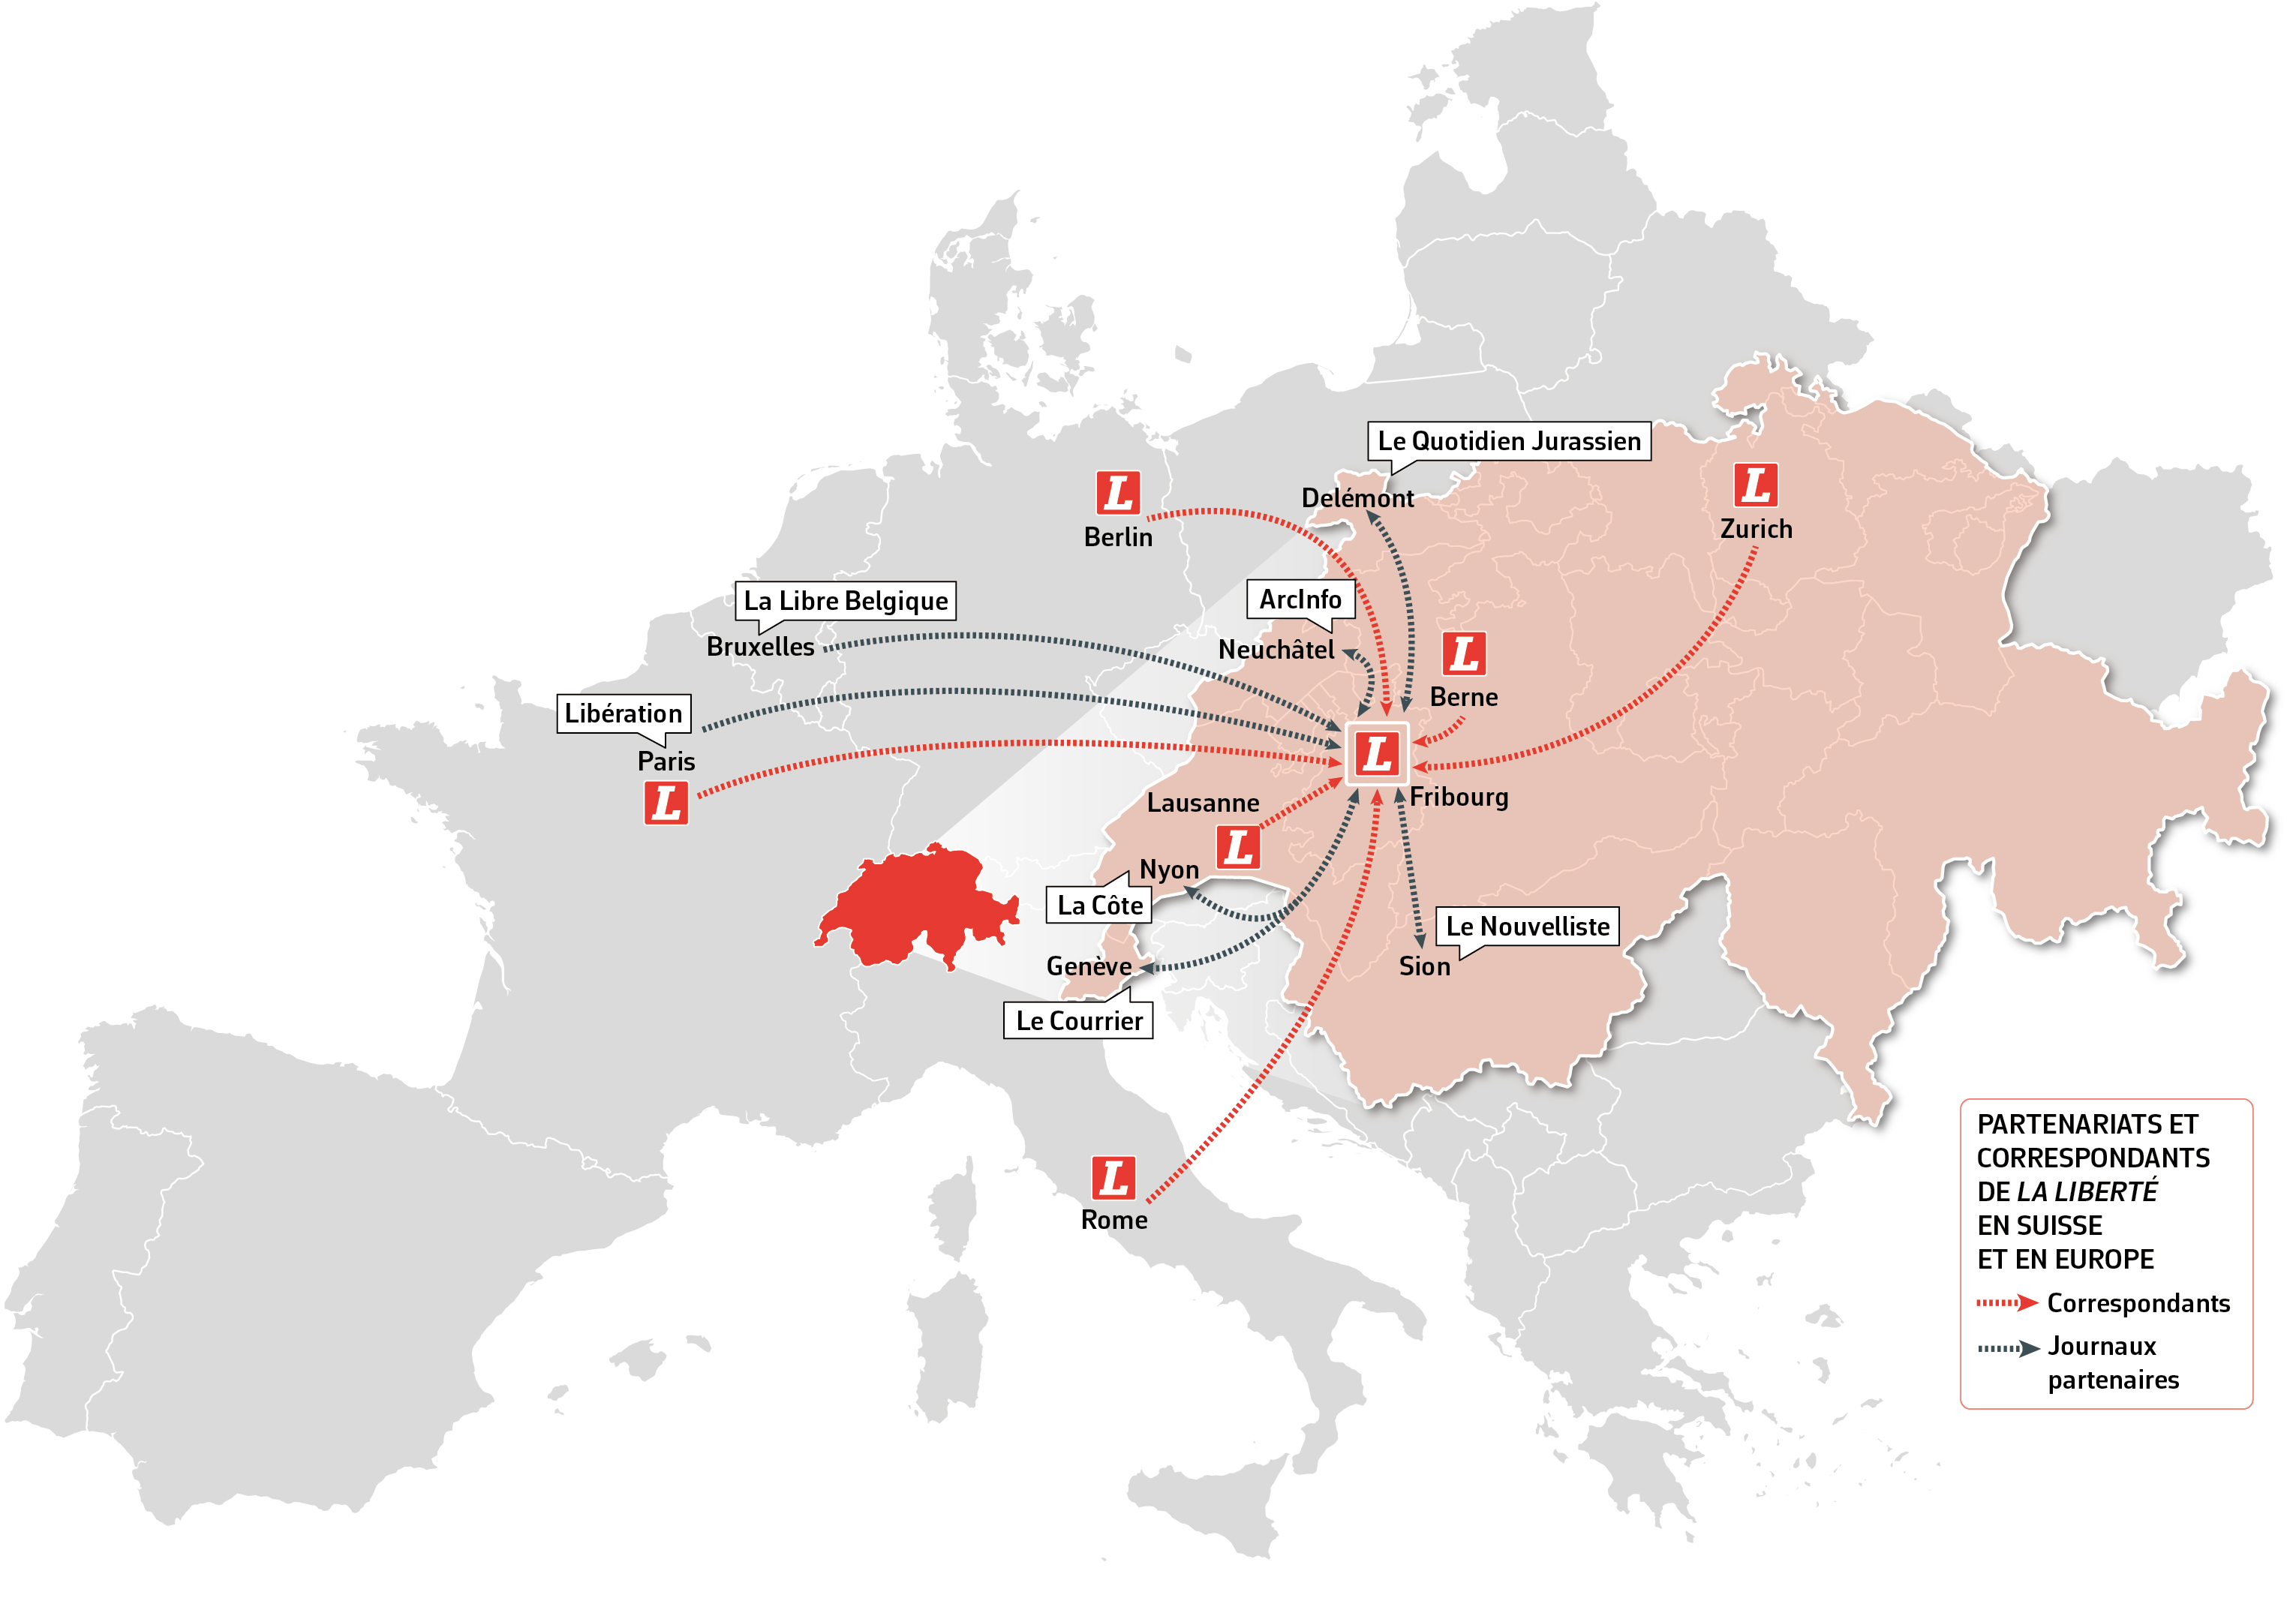 Le Quotidien Jurassien
Delémont
L
Zurich
L
Berlin
La Libre Belgique
Bruxelles
ArcInfo
Neuchâtel
L
Berne
Libération
Paris
L
L
Fribourg
Lausanne
L
Nyon
La Côte
Le Nouvelliste
Sion
Genève
Le Courrier
L
Rome
PARTENARIATS ET
CORRESPONDANTS
DE LA LIBERTÉ
EN SUISSE
ET EN EUROPE
Correspondants
Journaux
partenaires